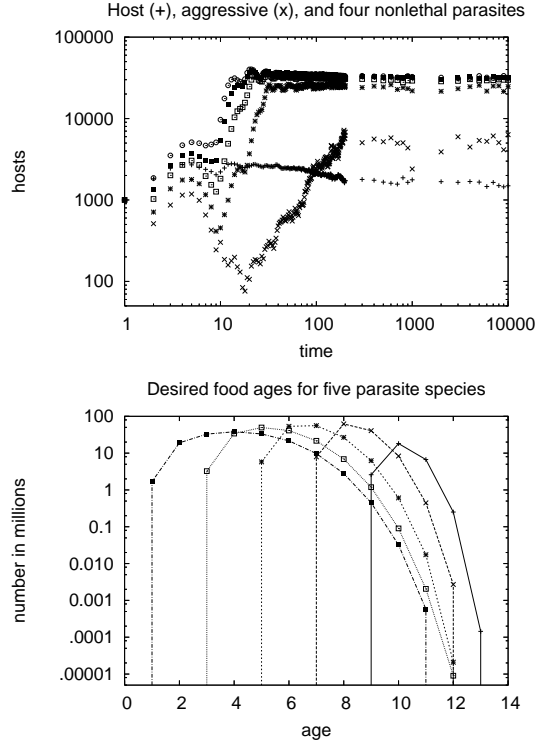 Host (+), aggressive (x), and four nonlethal parasites
100000
10000
1000
100
hosts
1 10 100 1000 10000
time
Desired food ages for five parasite species
100
10
1
0.1
0.010
0.001
.0001
.00001
number in millions
0 2 4 6 8 10 12 14
age